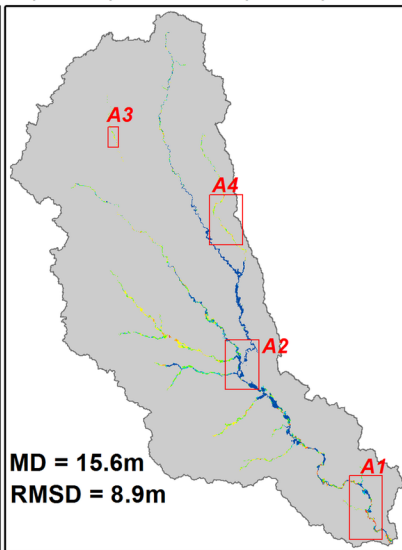 A3
A4
A2
MD = 15.6m
A1
RMSD = 8.9m